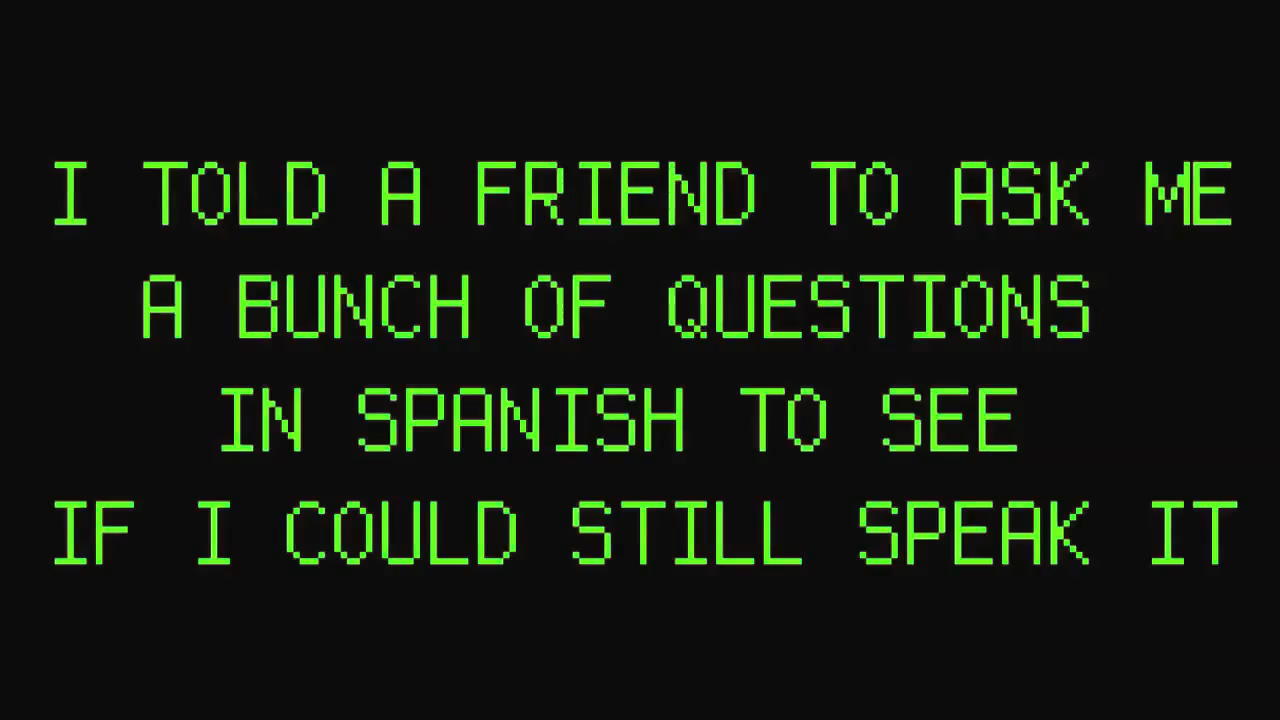 I TOLD A FRIEND TO ASK ME
A BUNCH OF QUESTIONS
IN SPANISH TO SEE
IF I COULD STILL SPEAK IT